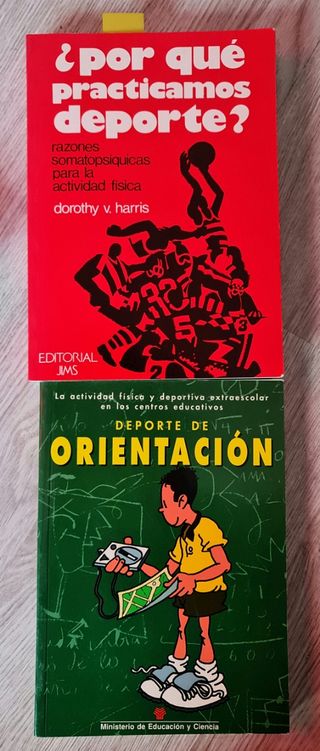 ¿por qué
practicamos
deporte?
razones
somatopsiquicas
para la
actividad física
dorothy v. harris
EDITORIAL
JIMS
La actividad física y deportiva extraescolar
en los centros educativos
DEPORTE DE
ORIENTACIÓN
Ministerio de Educación y Ciencia